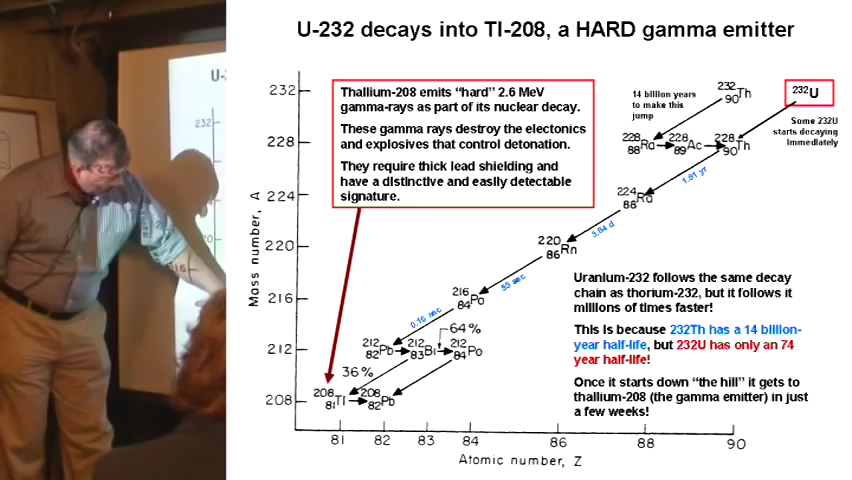 U-232 decays into Tl-208, a HARD gamma emitter
Thallium-208 emits “hard” 2.6 MeV
gamma-rays as part of its nuclear decay.
These gamma rays destroy the electonics
and explosives that control detonation.
They require thick lead shielding and
have a distinctive and easily detectable
signature.
14 billion years
to make this
jump
232
90Th
232U
Some 232U
starts decaying
immediately
228
88Ra
228
89Ac
228
90Th
1.91 yr
224
88Ra
3.64 d
220
86Rn
55 sec
216
84Po
0.16 sec
64%
212
82Pb
212
83Bi
212
84Po
36%
208
81Tl
208
82Pb
Uranium-232 follows the same decay
chain as thorium-232, but it follows it
millions of times faster!
This is because 232Th has a 14 billion-
year half-life, but 232U has only an 74
year half-life!
Once it starts down “the hill” it gets to
thallium-208 (the gamma emitter) in just
a few weeks!
Mass number, A
232
228
224
220
216
212
208
81
82
83
84
86
88
90
Atomic number, Z
U-2
232
216